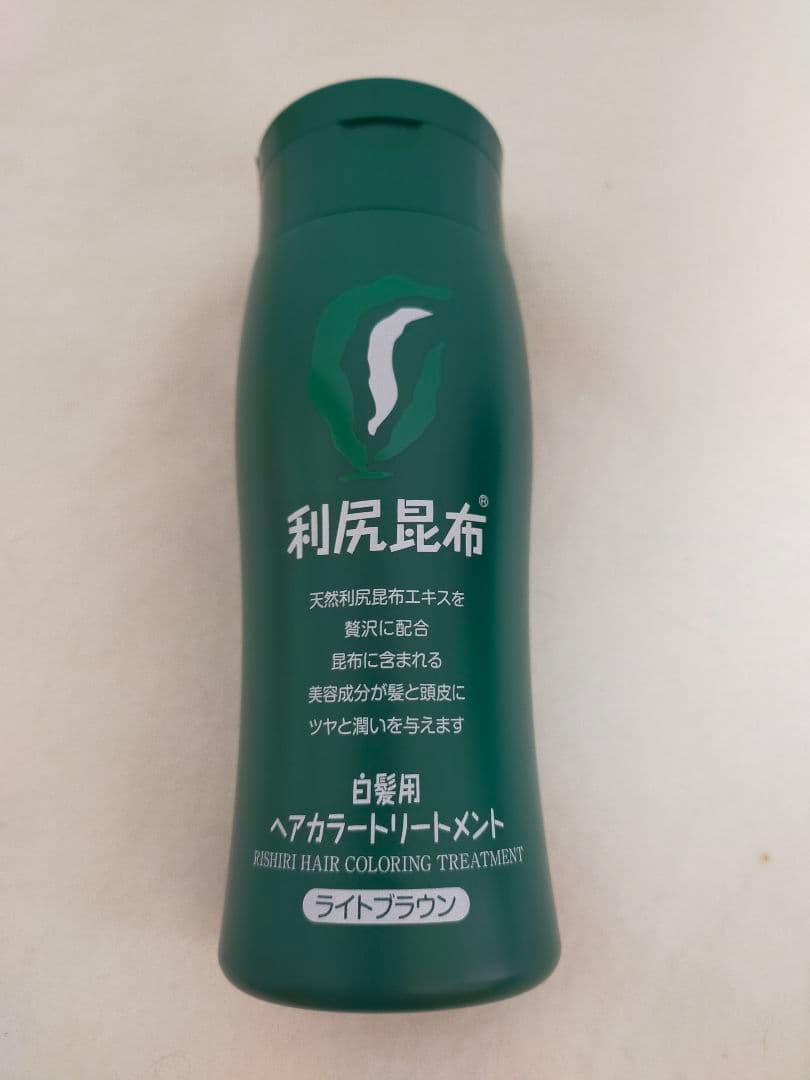 利尻昆布®
天然利尻昆布エキスを
贅沢に配合
昆布に含まれる
美容成分が髪と頭皮に
ツヤと潤いを与えます
白髪用
ヘアカラートリートメント
RISHIRI HAIR COLORING TREATMENT
ライトブラウン